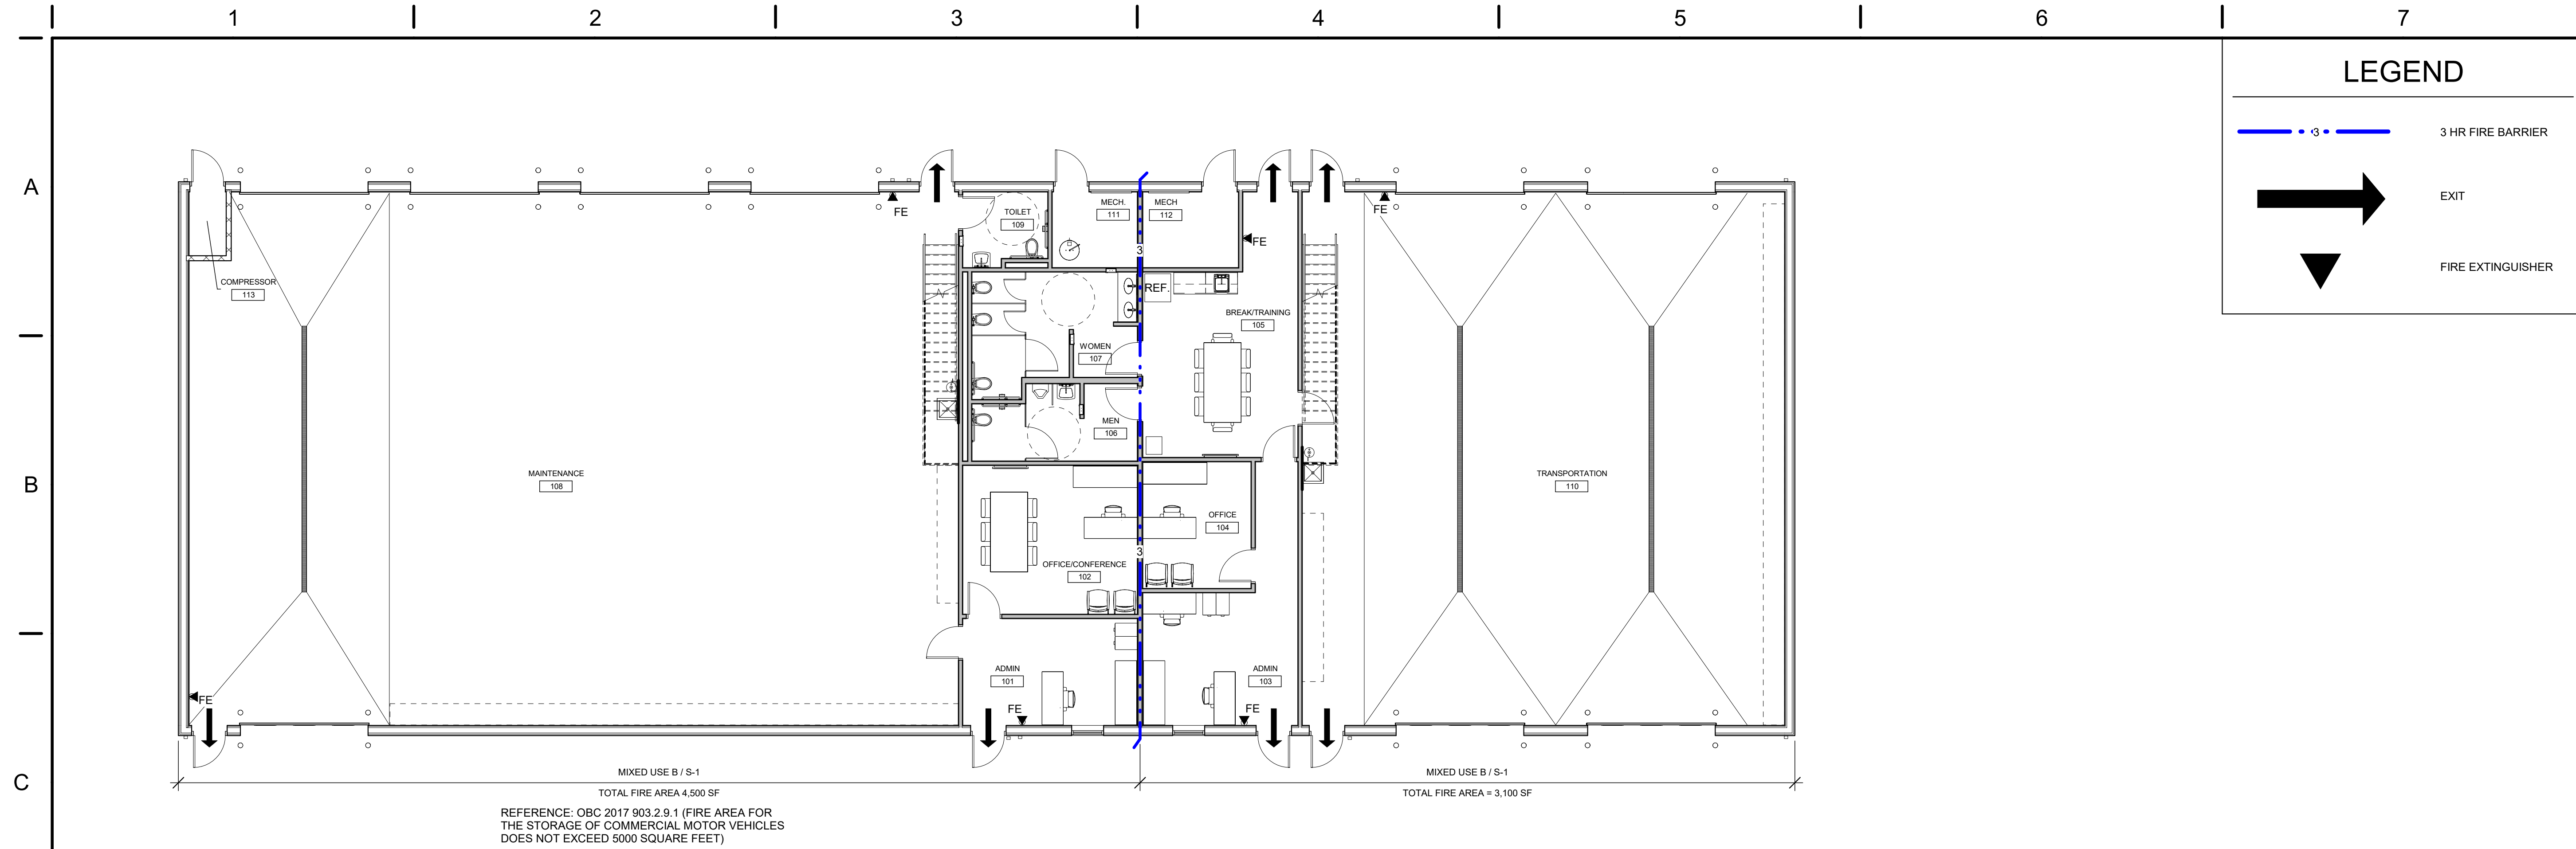 1 2 3 4 5 6 7
LEGEND
3 3 HR FIRE BARRIER
A
EXIT
FE FE
TOILET
109
MECH.
111
MECH
112
3
FE
FIRE EXTINGUISHER
COMPRESSOR
113
REF.
BREAK/TRAINING
105
WOMEN
107
MEN
106
MAINTENANCE
108
TRANSPORTATION
110
B
OFFICE
104
3
OFFICE/CONFERENCE
102
ADMIN
101
ADMIN
103
FE
FE FE
C
MIXED USE B / S-1 MIXED USE B / S-1
TOTAL FIRE AREA 4,500 SF TOTAL FIRE AREA = 3,100 SF
REFERENCE: OBC 2017 903.2.9.1 (FIRE AREA FOR
THE STORAGE OF COMMERCIAL MOTOR VEHICLES
DOES NOT EXCEED 5000 SQUARE FEET)